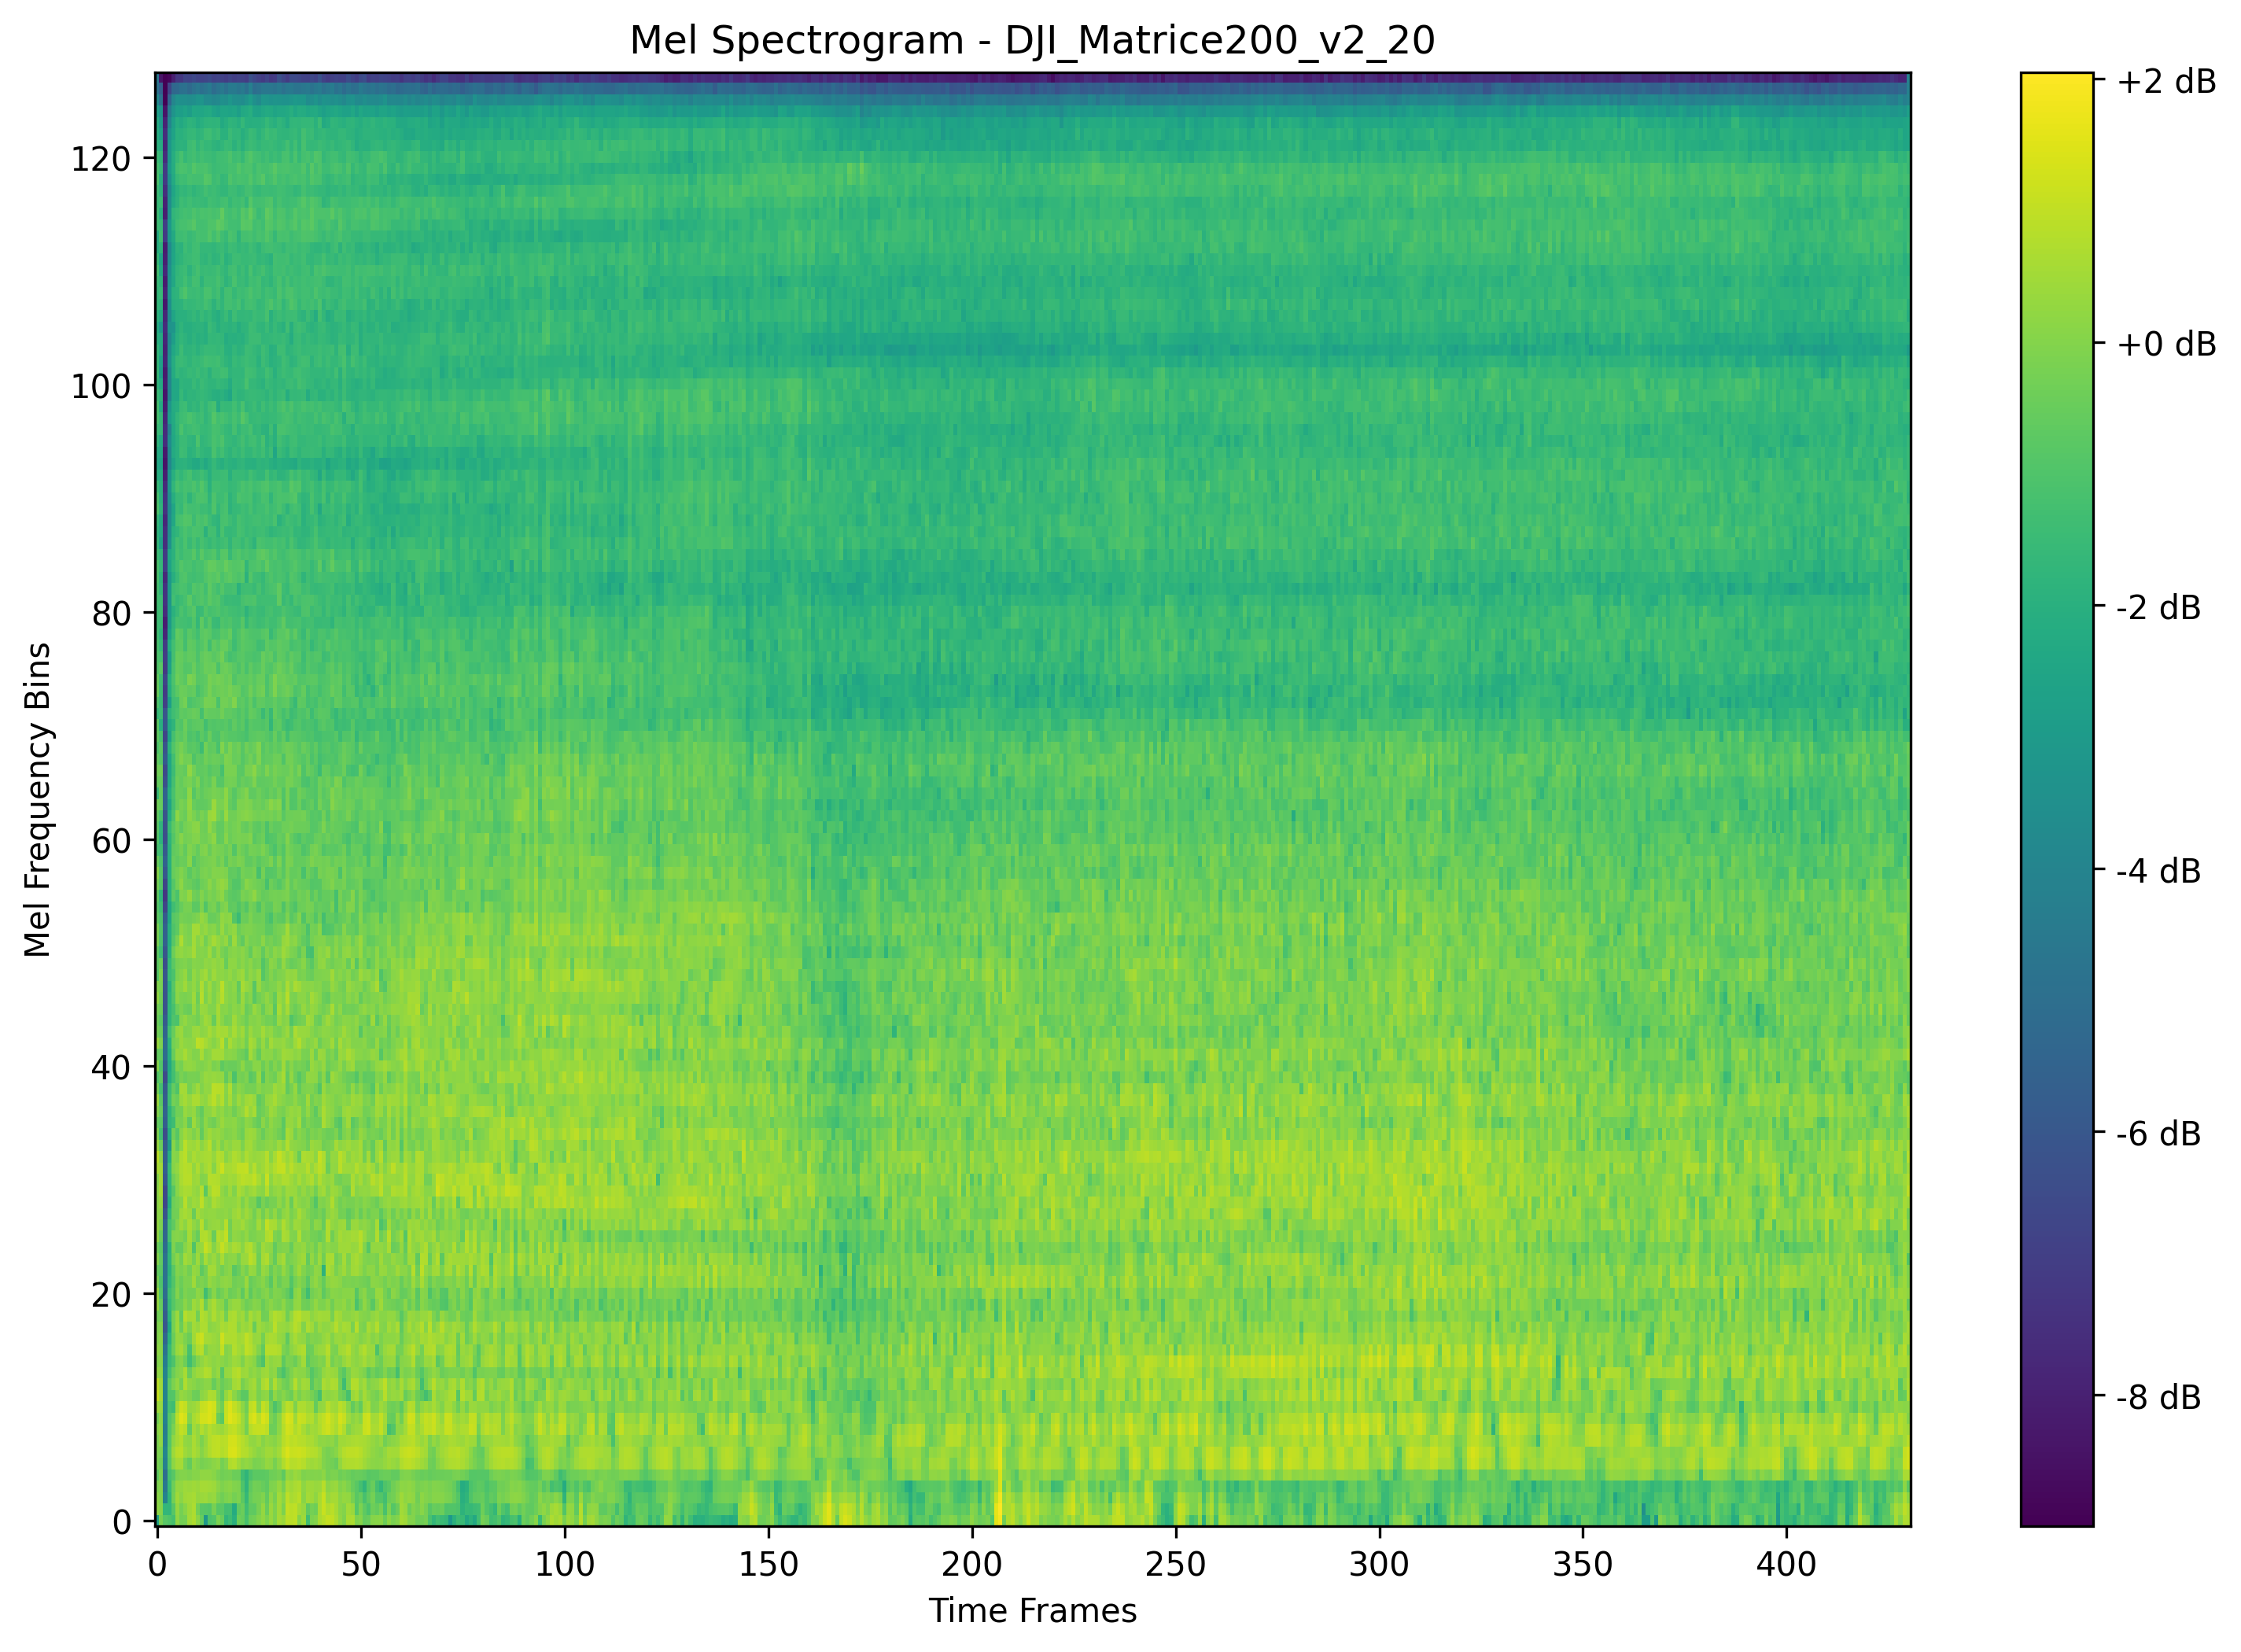 Mel Spectrogram - DJI_Matrice200_v2_20
Mel Frequency Bins
120
100
80
60
40
20
0
0 50 100 150 200 250 300 350 400
Time Frames
+2 dB
+0 dB
-2 dB
-4 dB
-6 dB
-8 dB